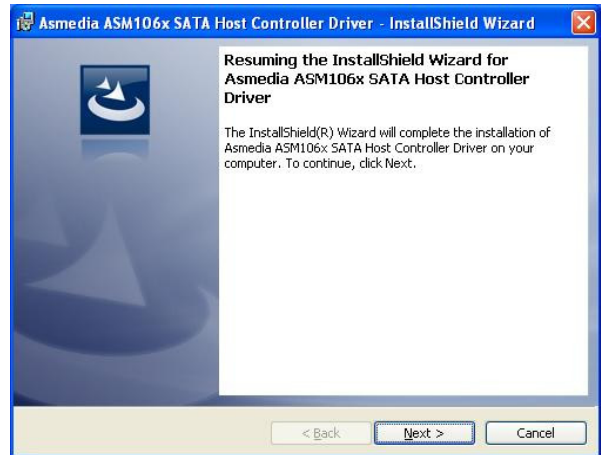 Asmedia ASM106x SATA Host Controller Driver - InstallShield Wizard
Resuming the InstallShield Wizard for
Asmedia ASM106x SATA Host Controller
Driver
The InstallShield(R) Wizard will complete the installation of
Asmedia ASM106x SATA Host Controller Driver on your
computer. To continue, click Next.
< Back Next > Cancel